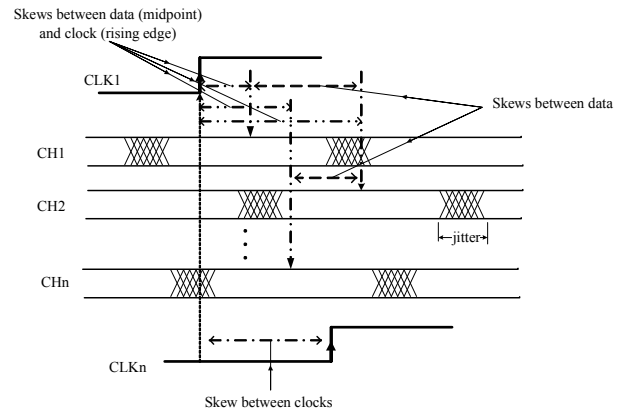 Skews between data (midpoint)
and clock (rising edge)
CLK1
Skews between data
CH1
CH2
jitter
CHn
CLKn
Skew between clocks